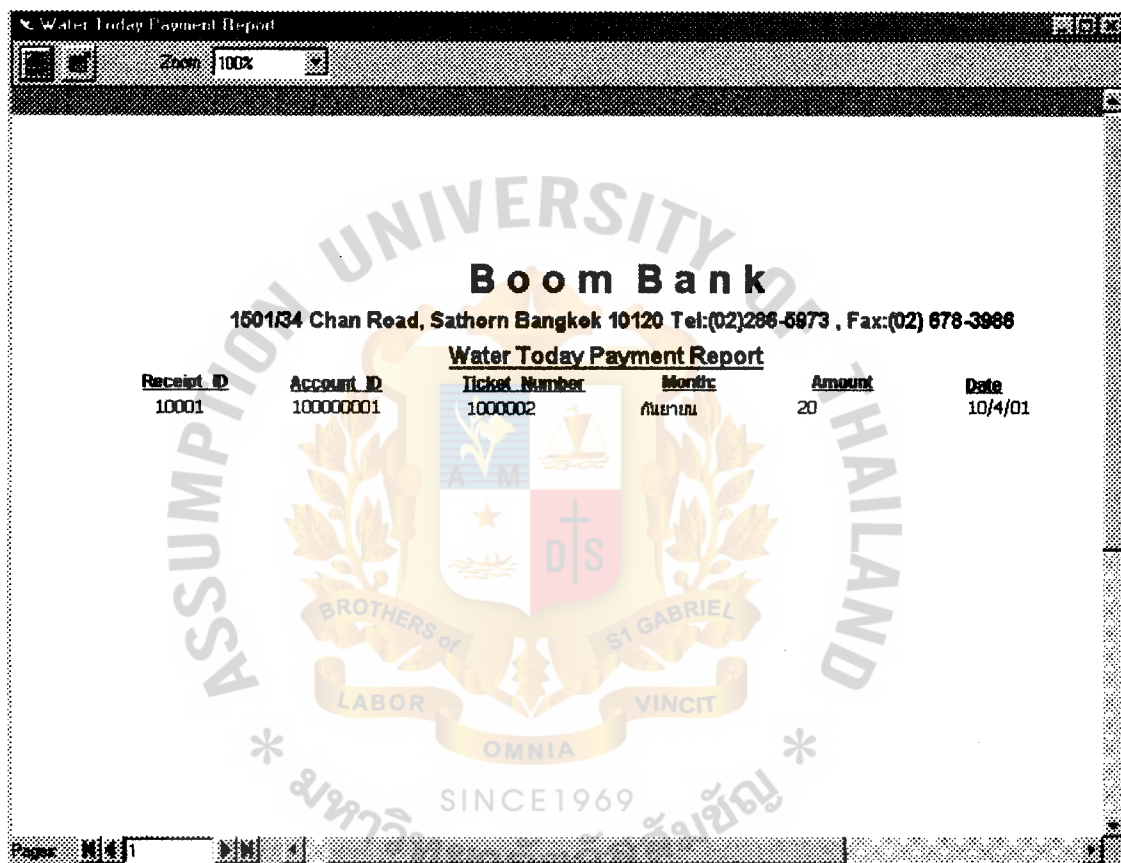 Water Today Payment Report
Zoom 100%
UNIVERSITY OF THAILAND
Boom Bank
1501/34 Chan Road, Sathorn Bangkok 10120 Tel:(02)286-5973 , Fax:(02) 678-3986
Water Today Payment Report
Receipt ID Account ID Ticket Number Month: Amount Date
10001 100000001 1000002 กันยายน 20 10/4/01
ASSUMPTION
A M
D S
BROTHERS of ST GABRIEL
LABOR VINCIT
OMNIA
SINCE1969
Pages: 1